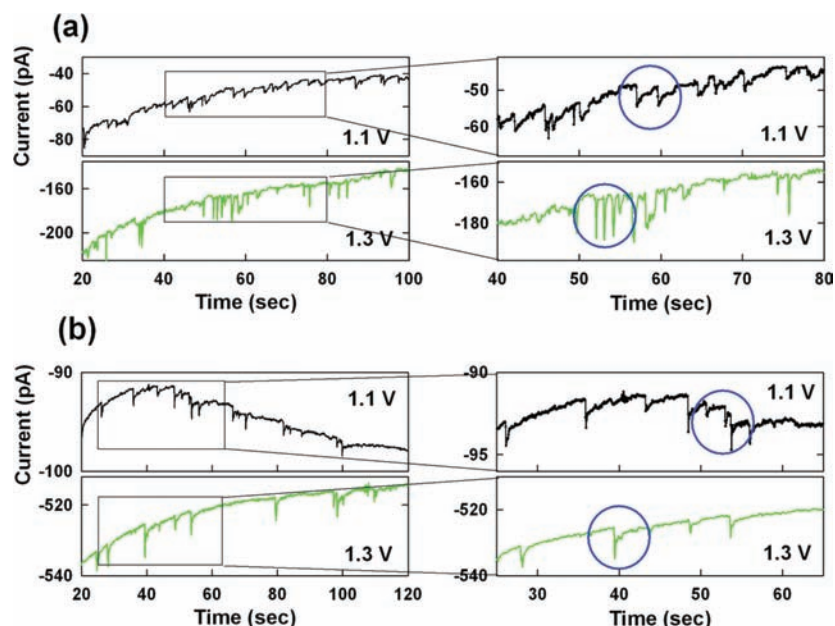 (a)
Current (pA)
-40
-60
-80
1.1 V
-50
-60
1.1 V
-160
-200
1.3 V
-160
-180
1.3 V
20 40 60 80 100
40 50 60 70 80
Time (sec)
Time (sec)
(b)
Current (pA)
-90
-100
1.1 V
-90
-95
1.1 V
-520
-540
1.3 V
-520
-540
1.3 V
20 40 60 80 100 120
30 40 50 60
Time (sec)
Time (sec)